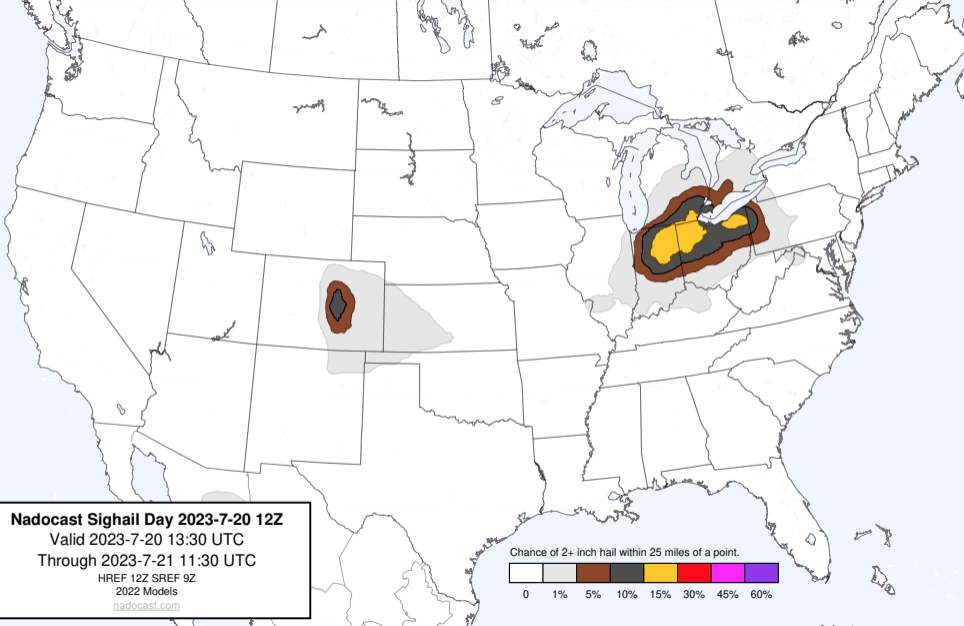 Nadocast Sighail Day 2023-7-20 12Z
Valid 2023-7-20 13:30 UTC
Through 2023-7-21 11:30 UTC
HREF 12Z SREF 9Z
2022 Models
nadocast.com
Chance of 2+ inch hail within 25 miles of a point.
0 1% 5% 10% 15% 30% 45% 60%